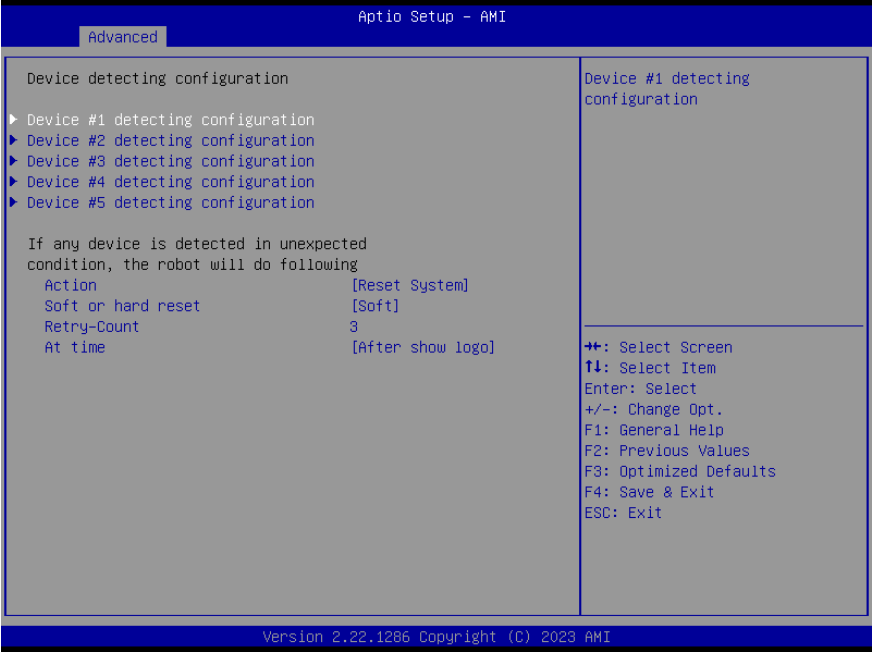 Aptio Setup – AMI
Advanced
Device detecting configuration
Device #1 detecting configuration
Device #2 detecting configuration
Device #3 detecting configuration
Device #4 detecting configuration
Device #5 detecting configuration
If any device is detected in unexpected
condition, the robot will do following
Action [Reset System]
Soft or hard reset [Soft]
Retry-Count 3
At time [After show logo]
Device #1 detecting
configuration
→←: Select Screen
↑↓: Select Item
Enter: Select
+/-: Change Opt.
F1: General Help
F2: Previous Values
F3: Optimized Defaults
F4: Save & Exit
ESC: Exit
Version 2.22.1286 Copyright (C) 2023 AMI